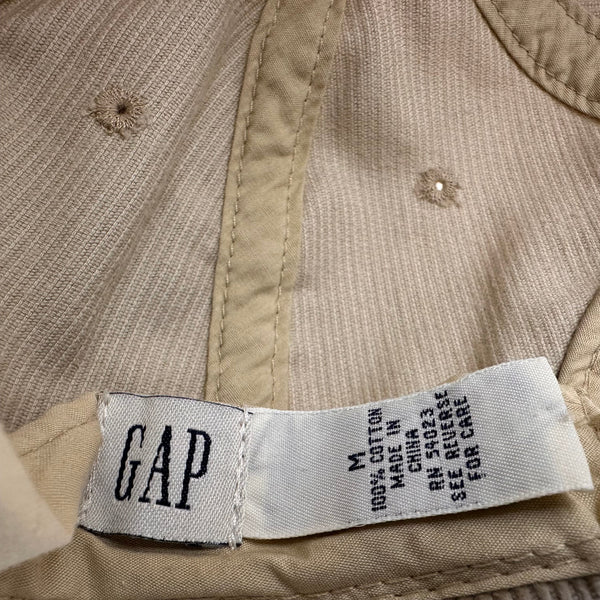 GAP
M
100% COTTON
MADE IN
CHINA
RN 54023
SEE REVERSE
FOR CARE